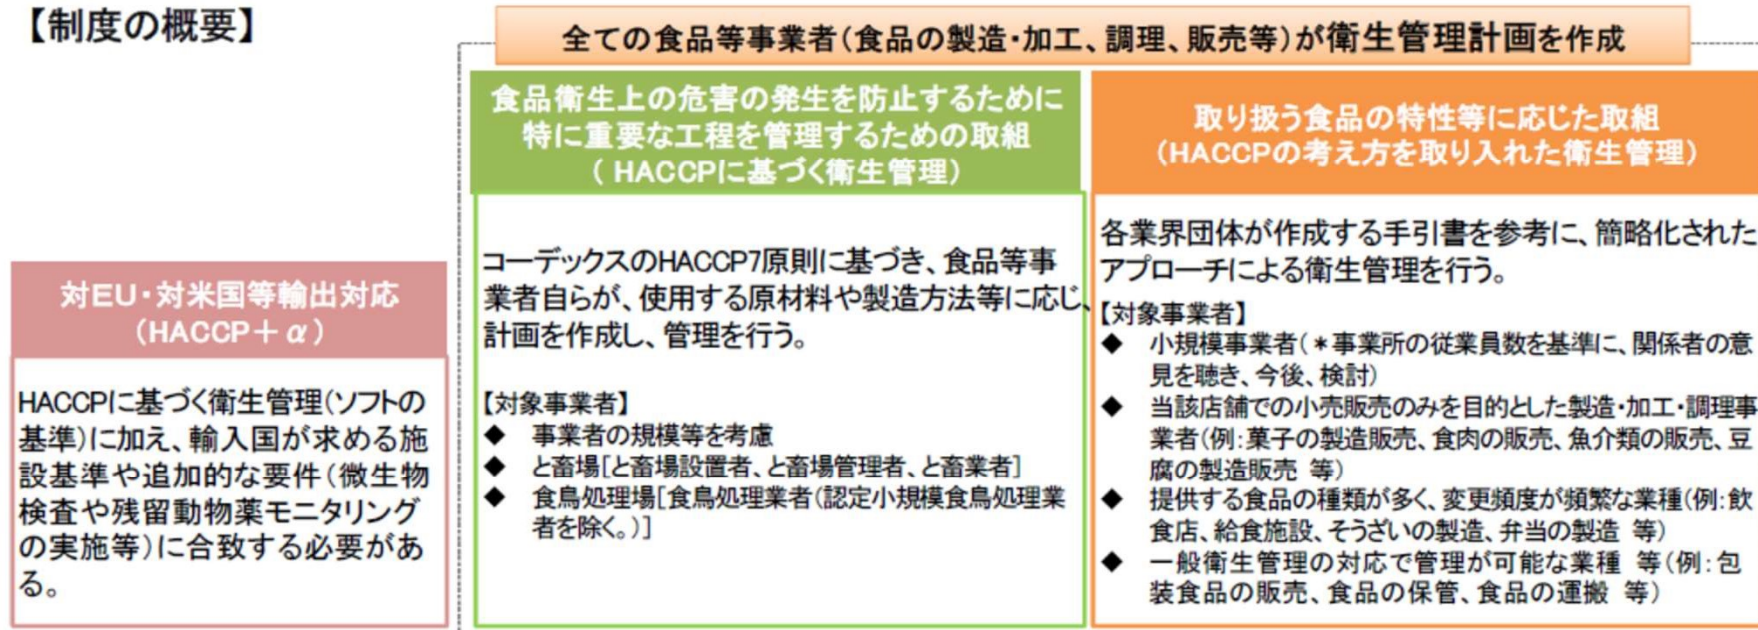 【制度の概要】
全ての食品等事業者(食品の製造・加工、調理、販売等)が衛生管理計画を作成
対EU・対米国等輸出対応
(HACCP+α)
HACCPに基づく衛生管理(ソフトの
基準)に加え、輸入国が求める施
設基準や追加的な要件(微生物
検査や残留動物薬モニタリング
の実施等)に合致する必要があ
る。
食品衛生上の危害の発生を防止するために
特に重要な工程を管理するための取組
( HACCPに基づく衛生管理)
コーデックスのHACCP7原則に基づき、食品等事
業者自らが、使用する原材料や製造方法等に応じ、
計画を作成し、管理を行う。
【対象事業者】
◆ 事業者の規模等を考慮
◆ と畜場[と畜場設置者、と畜場管理者、と畜業者]
◆ 食鳥処理場[食鳥処理業者(認定小規模食鳥処理業
者を除く。)]
取り扱う食品の特性等に応じた取組
(HACCPの考え方を取り入れた衛生管理)
各業界団体が作成する手引書を参考に、簡略化された
アプローチによる衛生管理を行う。
【対象事業者】
◆ 小規模事業者(*事業所の従業員数を基準に、関係者の意
見を聴き、今後、検討)
◆ 当該店舗での小売販売のみを目的とした製造・加工・調理事
業者(例:菓子の製造販売、食肉の販売、魚介類の販売、豆
腐の製造販売 等)
◆ 提供する食品の種類が多く、変更頻度が頻繁な業種(例:飲
食店、給食施設、そうざいの製造、弁当の製造 等)
◆ 一般衛生管理の対応で管理が可能な業種 等(例:包
装食品の販売、食品の保管、食品の運搬 等)